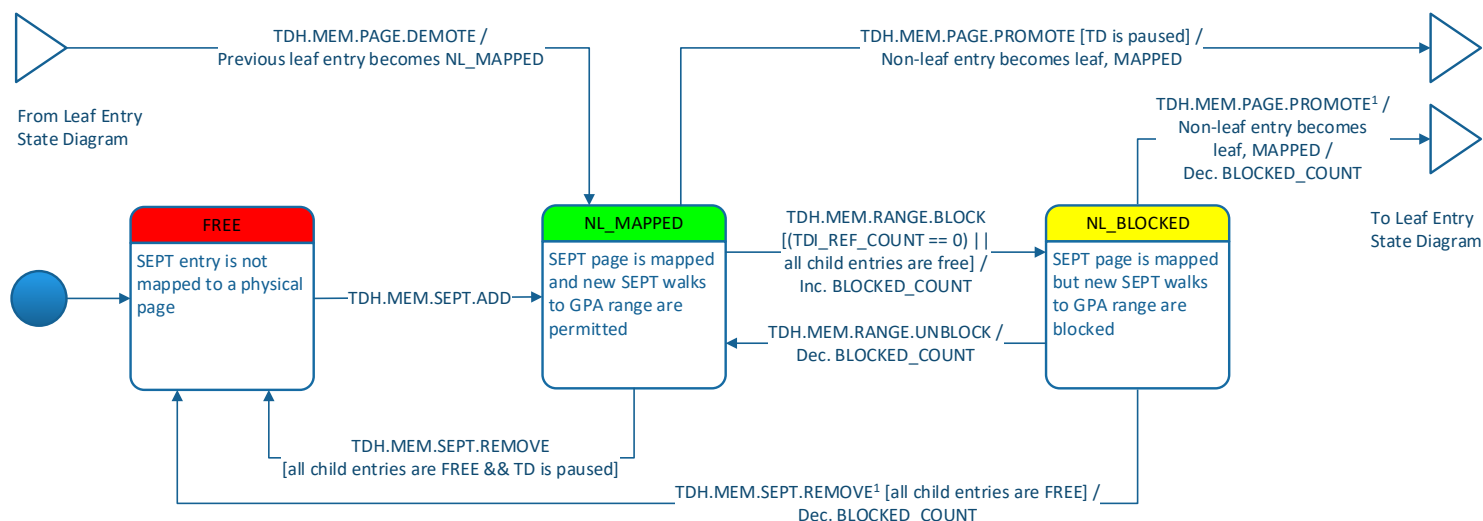 TDH.MEM.PAGE.DEMOTE /
Previous leaf entry becomes NL_MAPPED
TDH.MEM.PAGE.PROMOTE [TD is paused] /
Non-leaf entry becomes leaf, MAPPED
From Leaf Entry
State Diagram
TDH.MEM.PAGE.PROMOTE¹ /
Non-leaf entry becomes
leaf, MAPPED /
Dec. BLOCKED_COUNT
To Leaf Entry
State Diagram
FREE
SEPT entry is not
mapped to a physical
page
TDH.MEM.SEPT.ADD
NL_MAPPED
SEPT page is mapped
and new SEPT walks
to GPA range are
permitted
TDH.MEM.RANGE.BLOCK
[(TDI_REF_COUNT == 0) ||
all child entries are free] /
Inc. BLOCKED_COUNT
TDH.MEM.RANGE.UNBLOCK /
Dec. BLOCKED_COUNT
NL_BLOCKED
SEPT page is mapped
but new SEPT walks
to GPA range are
blocked
TDH.MEM.SEPT.REMOVE
[all child entries are FREE && TD is paused]
TDH.MEM.SEPT.REMOVE¹ [all child entries are FREE] /
Dec. BLOCKED_COUNT